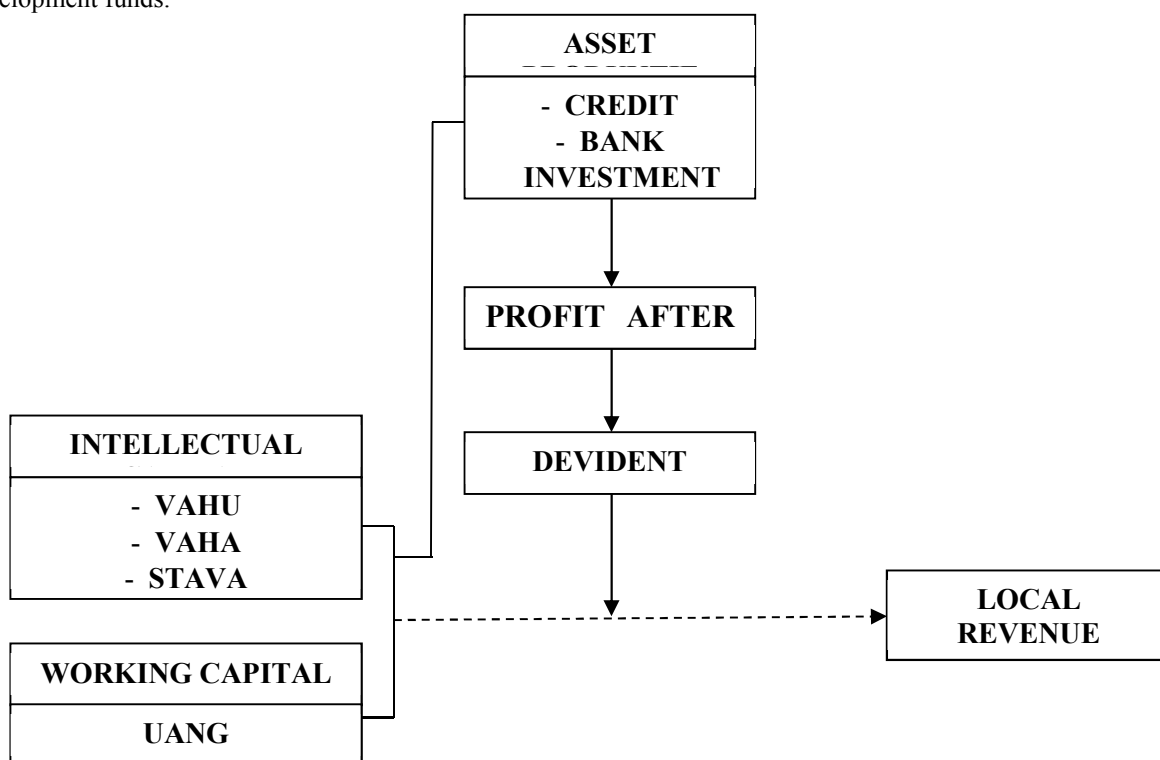 elopment funds.
ASSET
- CREDIT
- BANK
INVESTMENT
PROFIT AFTER
DEVIDENT
INTELLECTUAL
- VAHU
- VAHA
- STAVA
WORKING CAPITAL
UANG
LOCAL
REVENUE